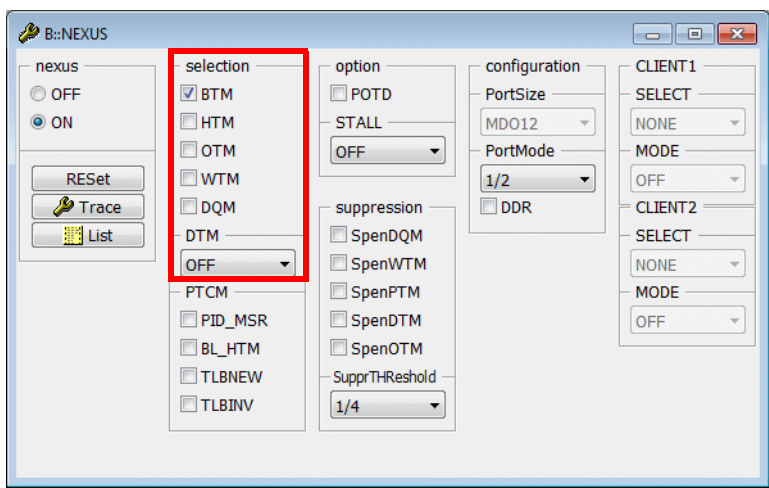 B::NEXUS
nexus
OFF
ON
RESet
Trace
List
selection
BTM
HTM
OTM
WTM
DQM
DTM
OFF
PTCM
PID_MSR
BL_HTM
TLBNEW
TLBINV
option
POTD
STALL
OFF
suppression
SpenDQM
SpenWTM
SpenPTM
SpenDTM
SpenOTM
SupprTHReshold
1/4
configuration
PortSize
MDO12
PortMode
1/2
DDR
CLIENT1
SELECT
NONE
MODE
OFF
CLIENT2
SELECT
NONE
MODE
OFF